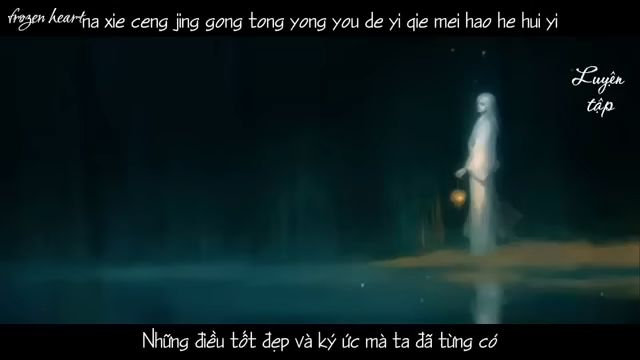 frozen heart
na xie ceng jing gong tong yong you de yi qie mei hao he hui yi
Luyện
tập
Những điều tốt đẹp và ký ức mà ta đã từng có